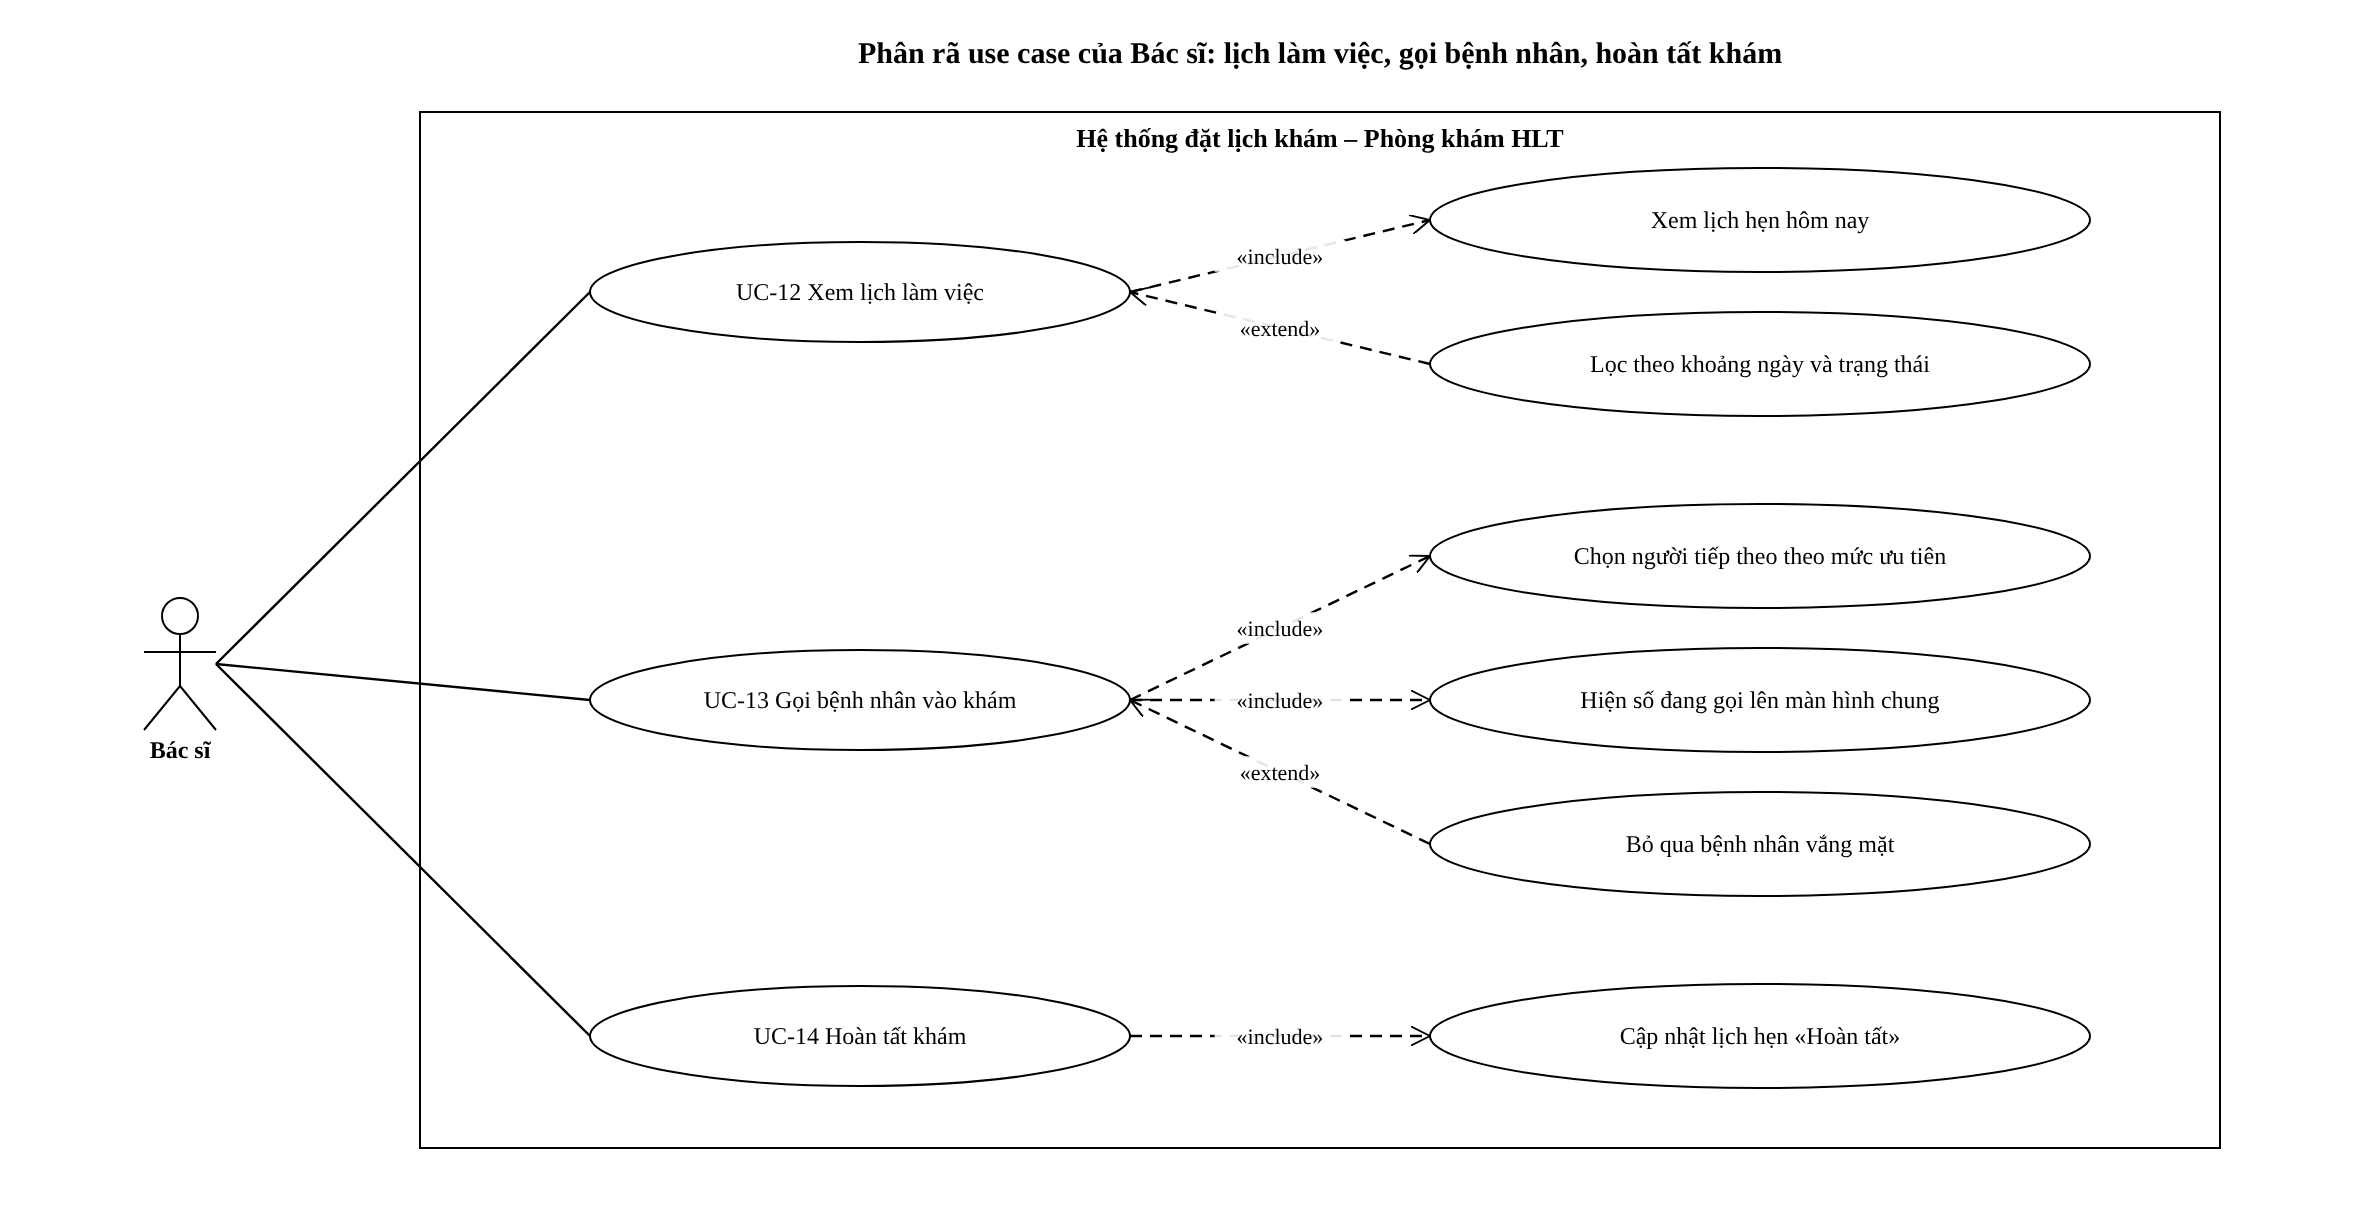 Phân rã use case của Bác sĩ: lịch làm việc, gọi bệnh nhân, hoàn tất khám
Hệ thống đặt lịch khám – Phòng khám HLT
Xem lịch hẹn hôm nay
«include»
UC-12 Xem lịch làm việc
«extend»
Lọc theo khoảng ngày và trạng thái
Chọn người tiếp theo theo mức ưu tiên
«include»
UC-13 Gọi bệnh nhân vào khám
«include»
Hiện số đang gọi lên màn hình chung
Bác sĩ
«extend»
Bỏ qua bệnh nhân vắng mặt
UC-14 Hoàn tất khám
«include»
Cập nhật lịch hẹn «Hoàn tất»